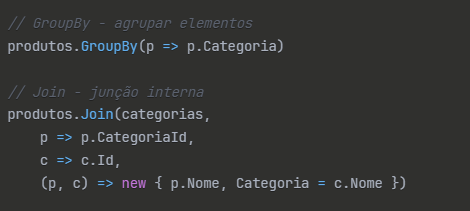 // GroupBy - agrupar elementos
produtos.GroupBy(p => p.Categoria)
// Join - junção interna
produtos.Join(categorias,
    p => p.CategoriaId,
    c => c.Id,
    (p, c) => new { p.Nome, Categoria = c.Nome })